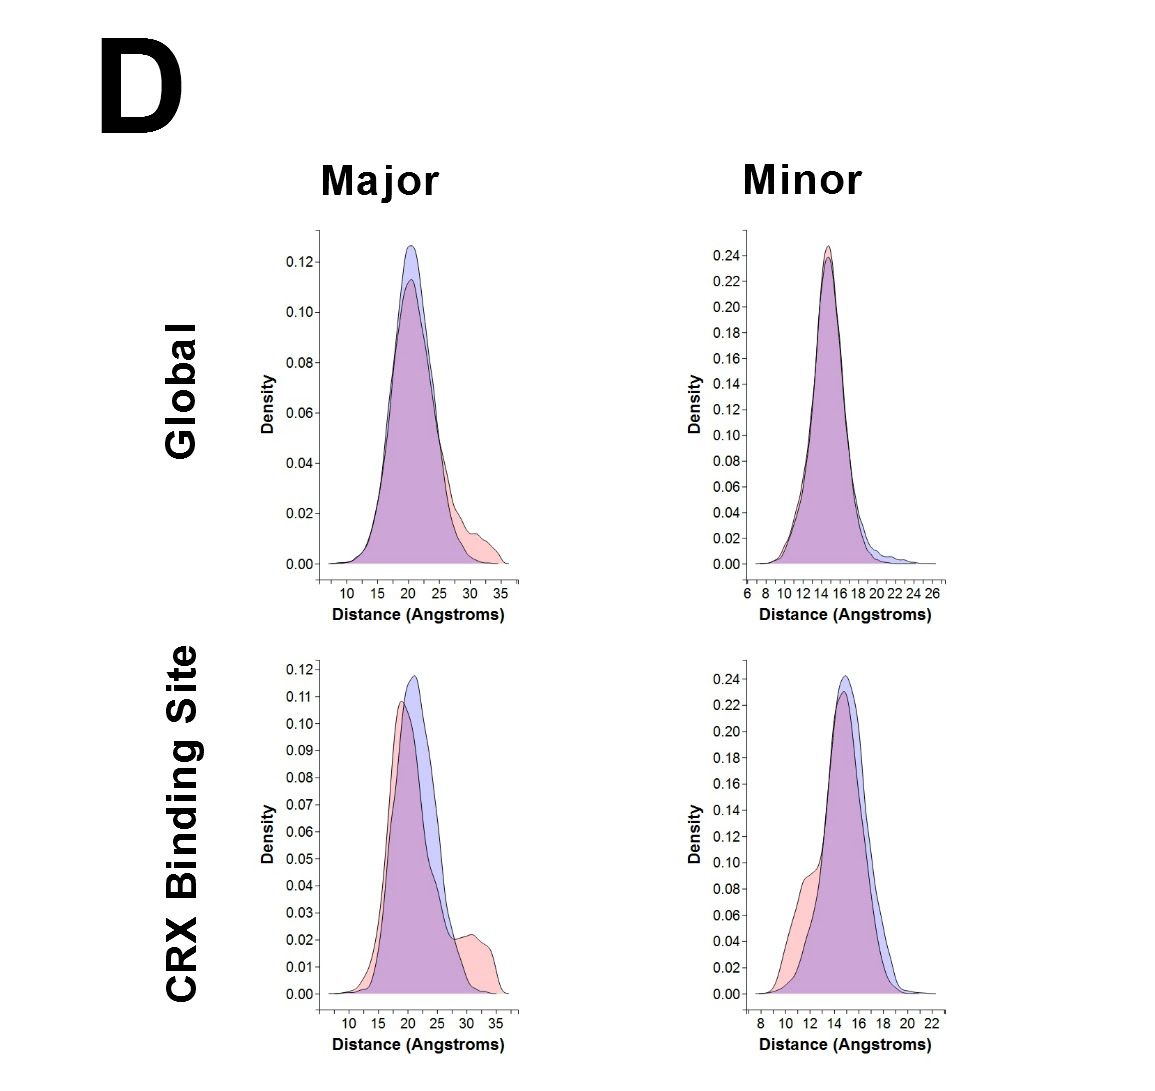 D
Major
Minor
Global
Density
0.12
0.10
0.08
0.06
0.04
0.02
0.00
10 15 20 25 30 35
Distance (Angstroms)
Density
0.24
0.22
0.20
0.18
0.16
0.14
0.12
0.10
0.08
0.06
0.04
0.02
0.00
6 8 10 12 14 16 18 20 22 24 26
Distance (Angstroms)
CRX Binding Site
Density
0.12
0.11
0.10
0.09
0.08
0.07
0.06
0.05
0.04
0.03
0.02
0.01
0.00
10 15 20 25 30 35
Distance (Angstroms)
Density
0.24
0.22
0.20
0.18
0.16
0.14
0.12
0.10
0.08
0.06
0.04
0.02
0.00
8 10 12 14 16 18 20 22
Distance (Angstroms)